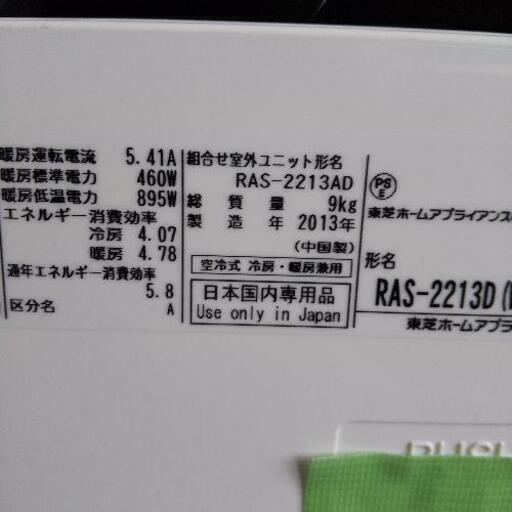 暖房運転電流 5.41A
暖房標準電力 460W
暖房低温電力 895W
エネルギー消費効率
冷房 4.07
暖房 4.78
通年エネルギー消費効率
5.8
区分名 A
組合せ室外ユニット形名
RAS-2213AD
総質量 9kg
製造年 2013年
(中国製)
空冷式 冷房・暖房兼用
日本国内専用品
Use only in Japan
PS
E
東芝ホームアプライアンス
形名
RAS-2213D(
東芝ホームアプラ